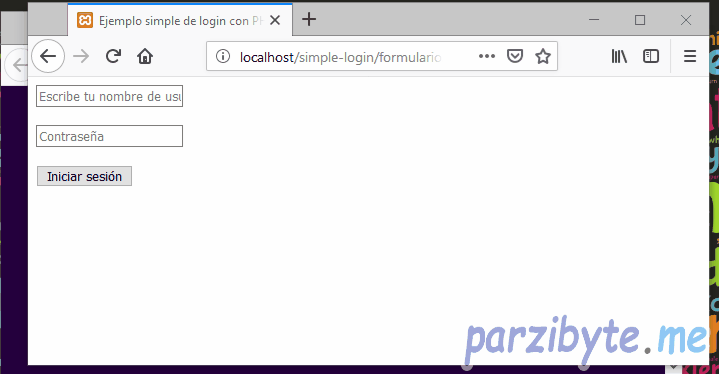 Ejemplo simple de login con PH
localhost/simple-login/formulario
Escribe tu nombre de usu
Contraseña
Iniciar sesión
parzibyte.me